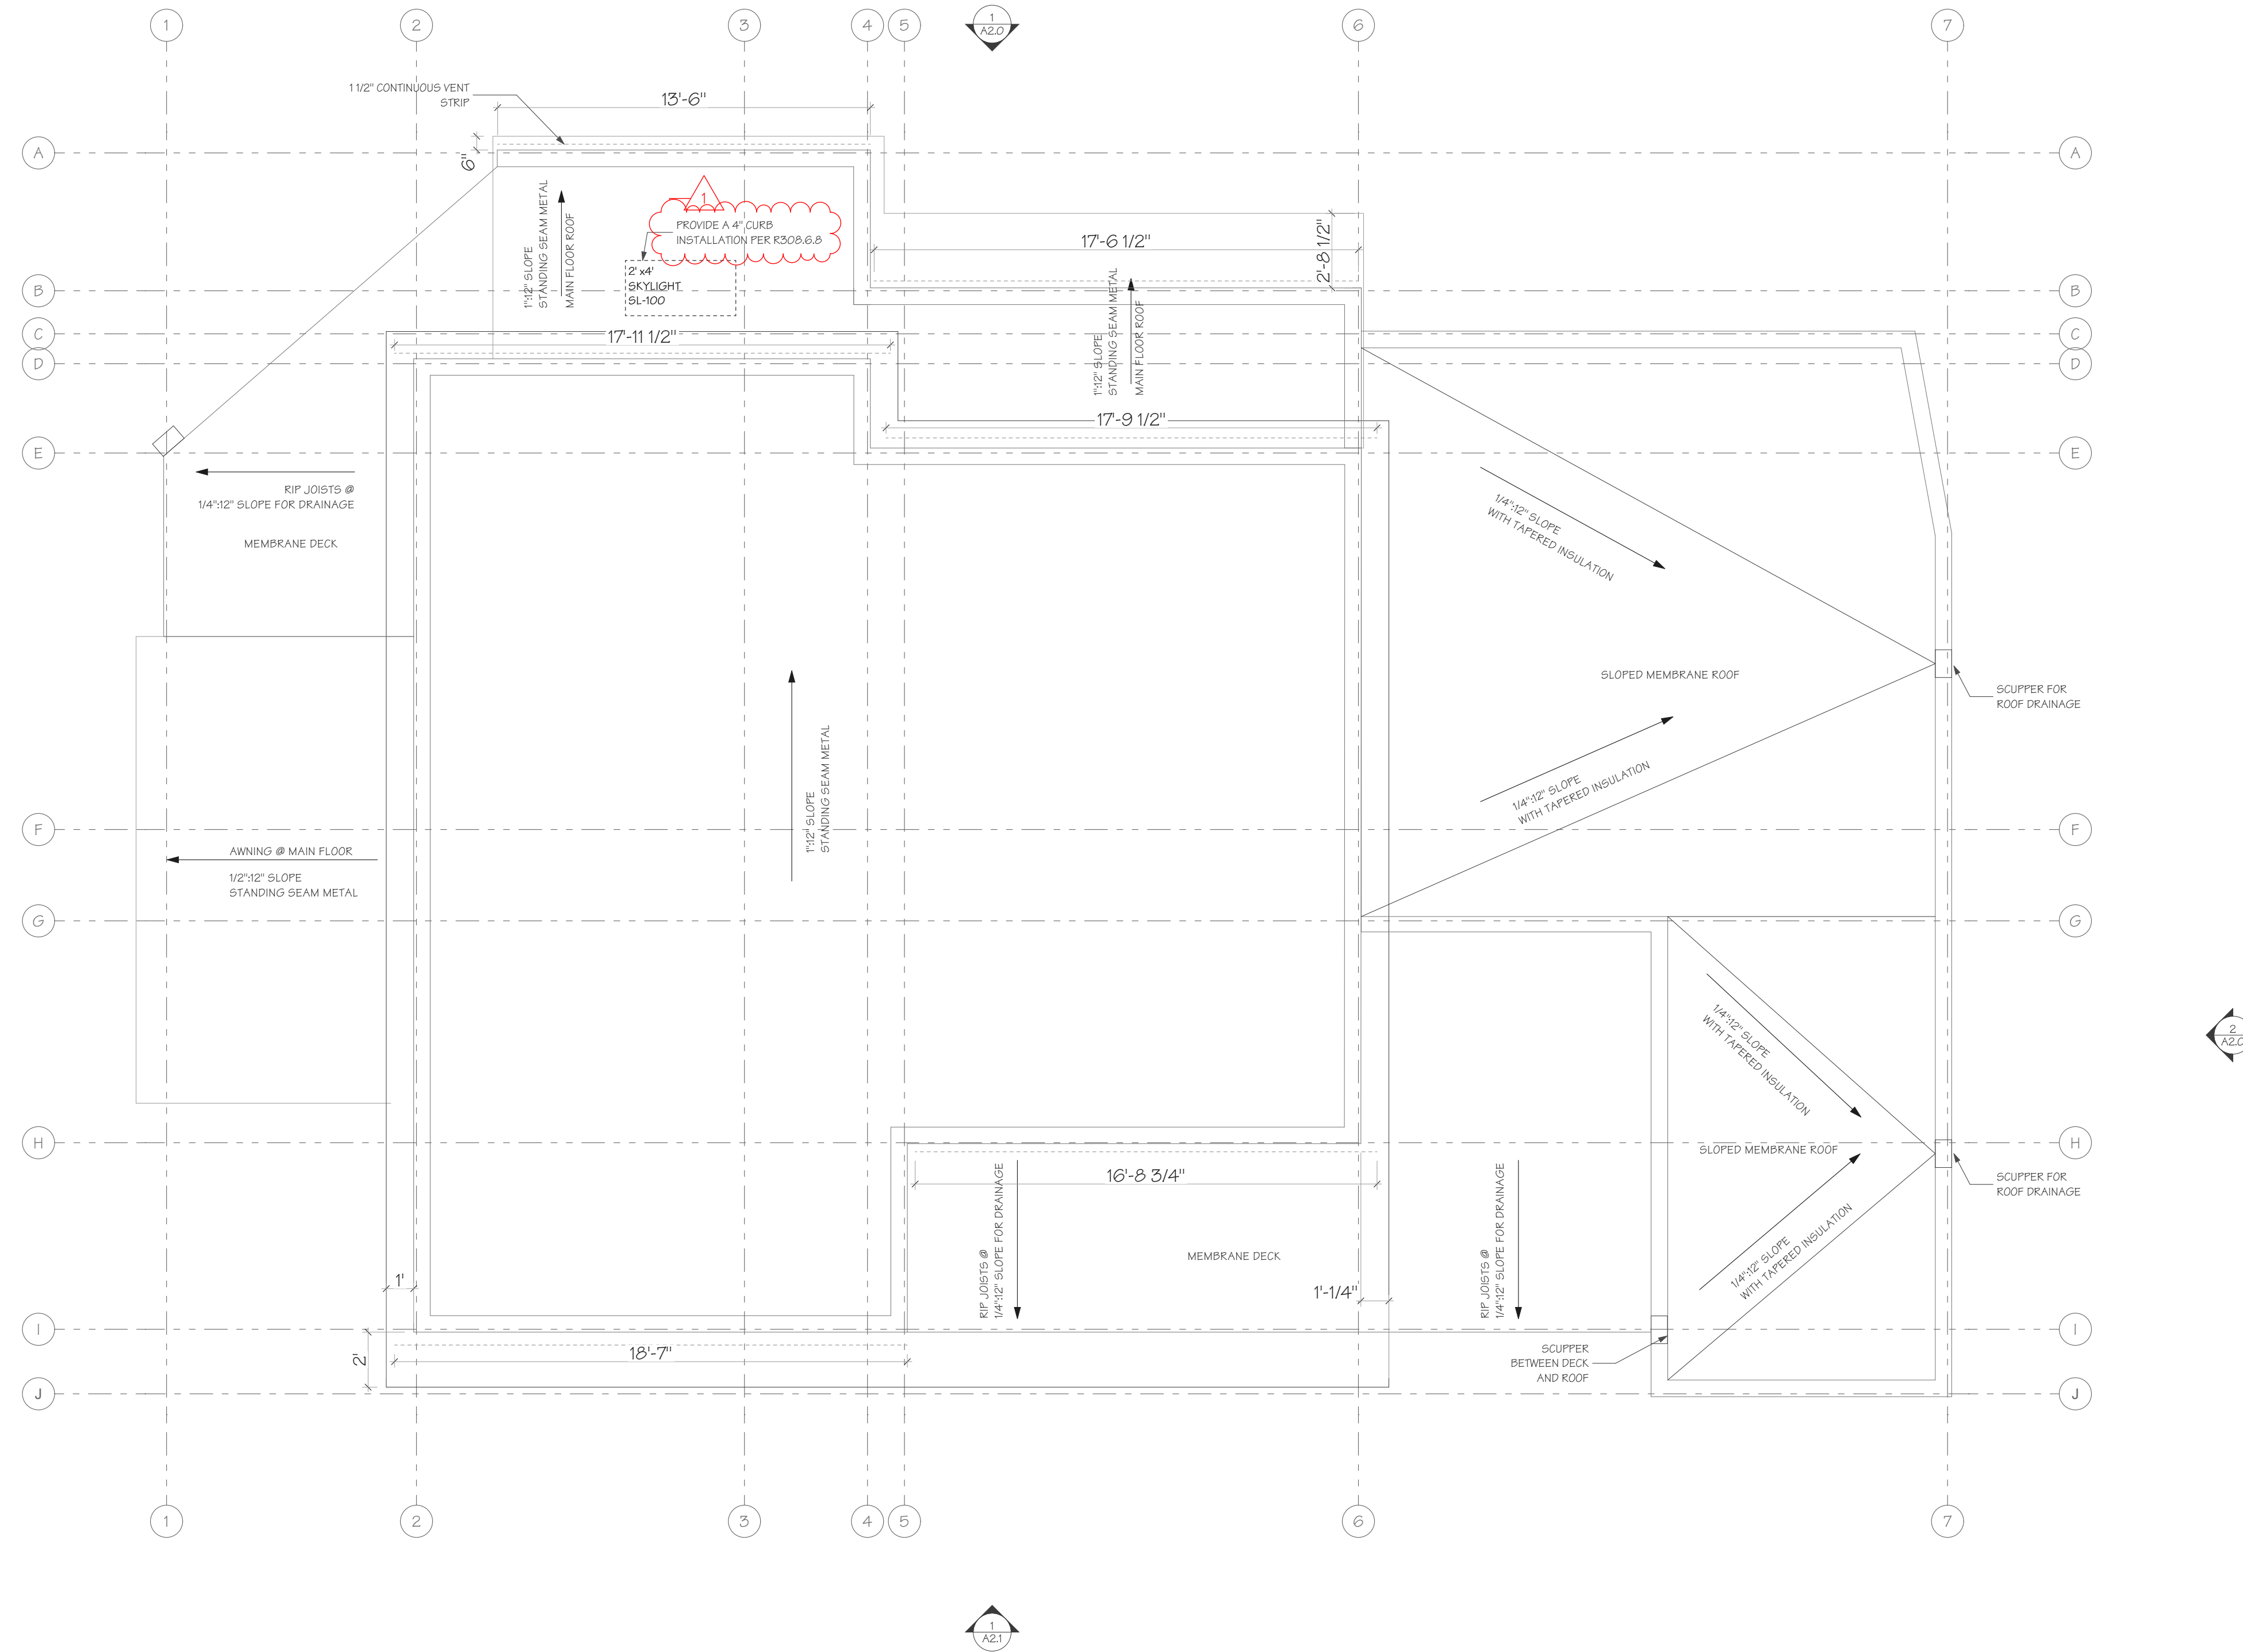 1
2
3
4
5
1
A2.0
6
7
1 1/2" CONTINUOUS VENT
STRIP
13'-6"
A
6"
A
1
PROVIDE A 4" CURB
INSTALLATION PER R308.6.8
1":12" SLOPE
STANDING SEAM METAL
MAIN FLOOR ROOF
17'-6 1/2"
2'-8 1/2"
2' x4'
SKYLIGHT
SL-100
B
B
1":12" SLOPE
STANDING SEAM METAL
MAIN FLOOR ROOF
C
17'-11 1/2"
C
D
D
17'-9 1/2"
E
E
RIP JOISTS @
1/4":12" SLOPE FOR DRAINAGE
MEMBRANE DECK
1/4":12" SLOPE
WITH TAPERED INSULATION
SLOPED MEMBRANE ROOF
SCUPPER FOR
ROOF DRAINAGE
1":12" SLOPE
STANDING SEAM METAL
1/4":12" SLOPE
WITH TAPERED INSULATION
F
F
AWNING @ MAIN FLOOR
1/2":12" SLOPE
STANDING SEAM METAL
G
G
1/4":12" SLOPE
WITH TAPERED INSULATION
2
A2.0
H
H
SLOPED MEMBRANE ROOF
16'-8 3/4"
SCUPPER FOR
ROOF DRAINAGE
RIP JOISTS @
1/4":12" SLOPE FOR DRAINAGE
MEMBRANE DECK
RIP JOISTS @
1/4":12" SLOPE FOR DRAINAGE
1/4":12" SLOPE
WITH TAPERED INSULATION
1'
1'-1/4"
I
I
2'
18'-7"
SCUPPER
BETWEEN DECK
AND ROOF
J
J
1
2
3
4
5
6
7
1
A2.1